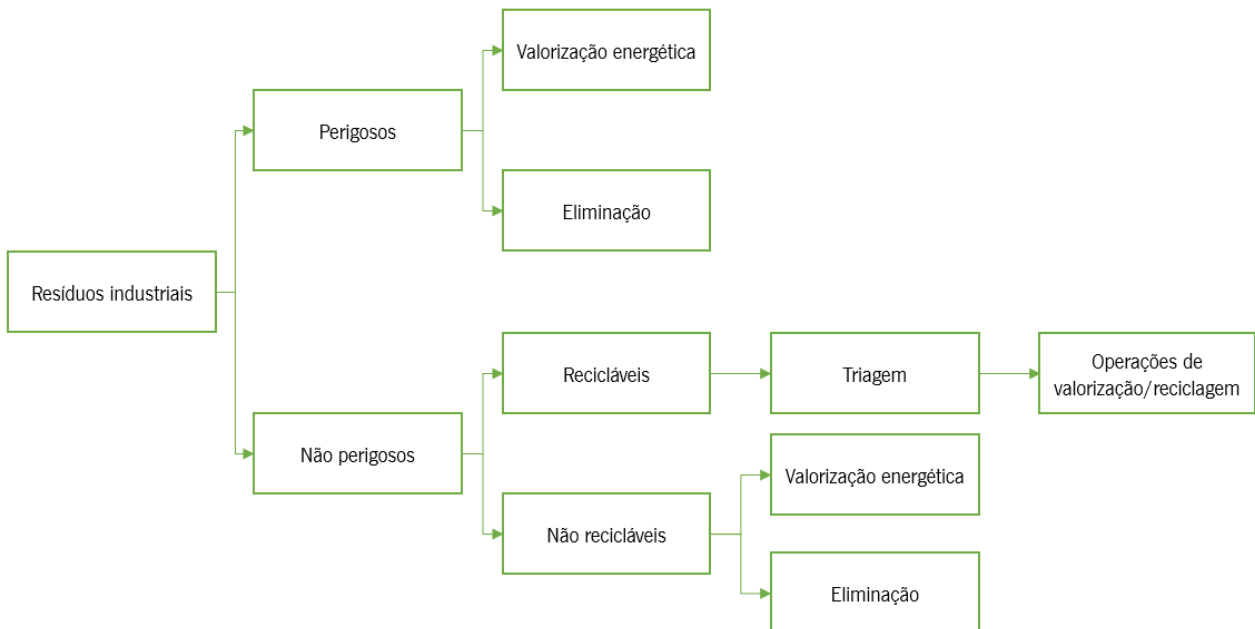 Valorização energética
Perigosos
Eliminação
Resíduos industriais
Recicláveis
Triagem
Operações de
valorização/reciclagem
Não perigosos
Valorização energética
Não recicláveis
Eliminação